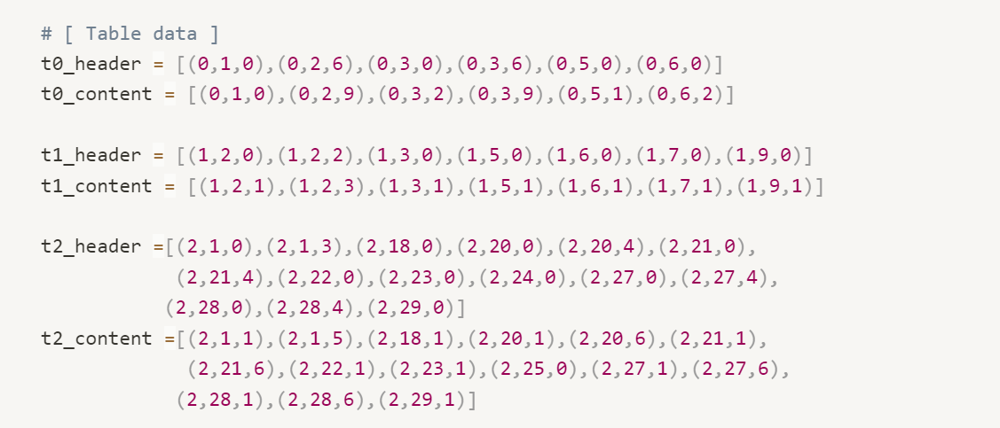 # [ Table data ]
t0_header = [(0,1,0),(0,2,6),(0,3,0),(0,3,6),(0,5,0),(0,6,0)]
t0_content = [(0,1,0),(0,2,9),(0,3,2),(0,3,9),(0,5,1),(0,6,2)]
t1_header = [(1,2,0),(1,2,2),(1,3,0),(1,5,0),(1,6,0),(1,7,0),(1,9,0)]
t1_content = [(1,2,1),(1,2,3),(1,3,1),(1,5,1),(1,6,1),(1,7,1),(1,9,1)]
t2_header =[(2,1,0),(2,1,3),(2,18,0),(2,20,0),(2,20,4),(2,21,0),
(2,21,4),(2,22,0),(2,23,0),(2,24,0),(2,27,0),(2,27,4),
(2,28,0),(2,28,4),(2,29,0)]
t2_content =[(2,1,1),(2,1,5),(2,18,1),(2,20,1),(2,20,6),(2,21,1),
(2,21,6),(2,22,1),(2,23,1),(2,25,0),(2,27,1),(2,27,6),
(2,28,1),(2,28,6),(2,29,1)]